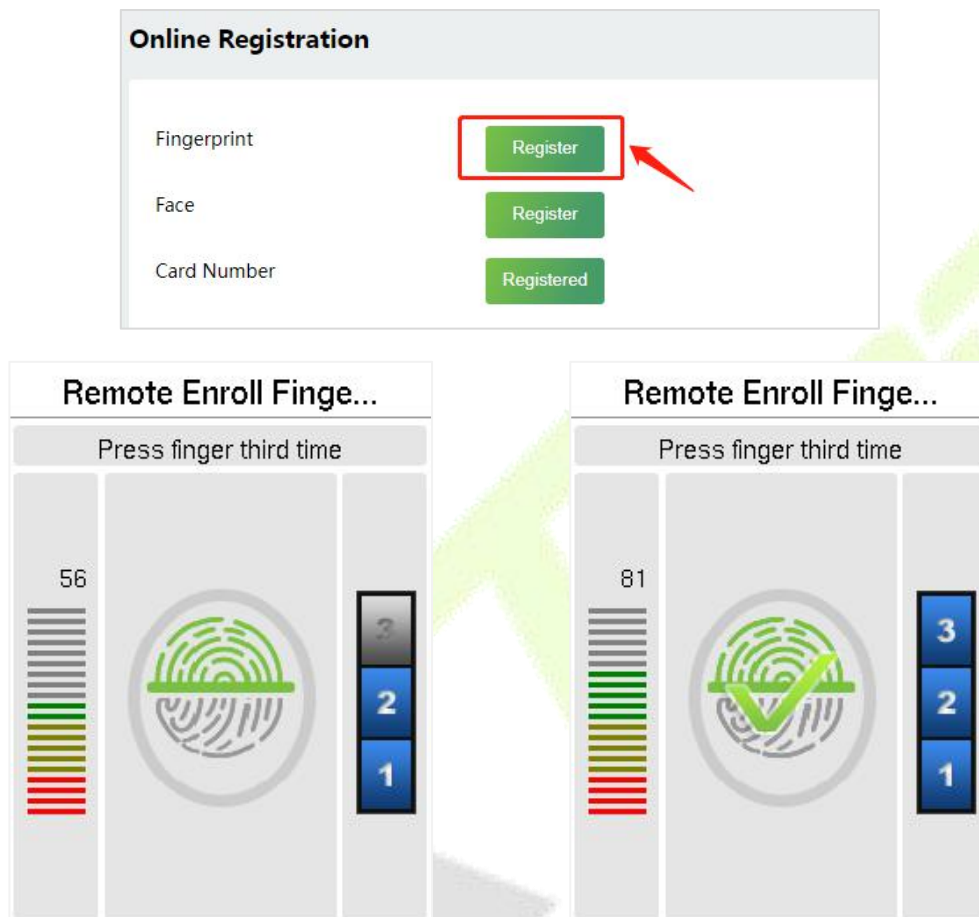 Online Registration
Fingerprint Register
Face Register
Card Number Registered
Remote Enroll Finge...
Press finger third time
56
3
2
1
Remote Enroll Finge...
Press finger third time
81
3
2
1